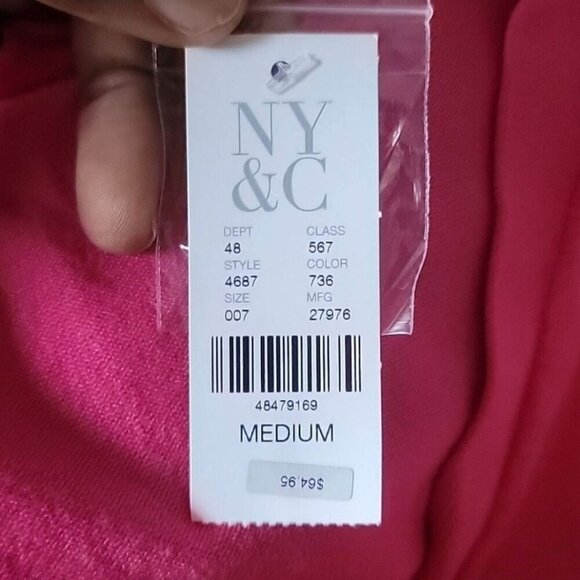 NY
&C
DEPT CLASS
48 567
STYLE COLOR
4687 736
SIZE MFG
007 27976
48479169
MEDIUM
$64.95